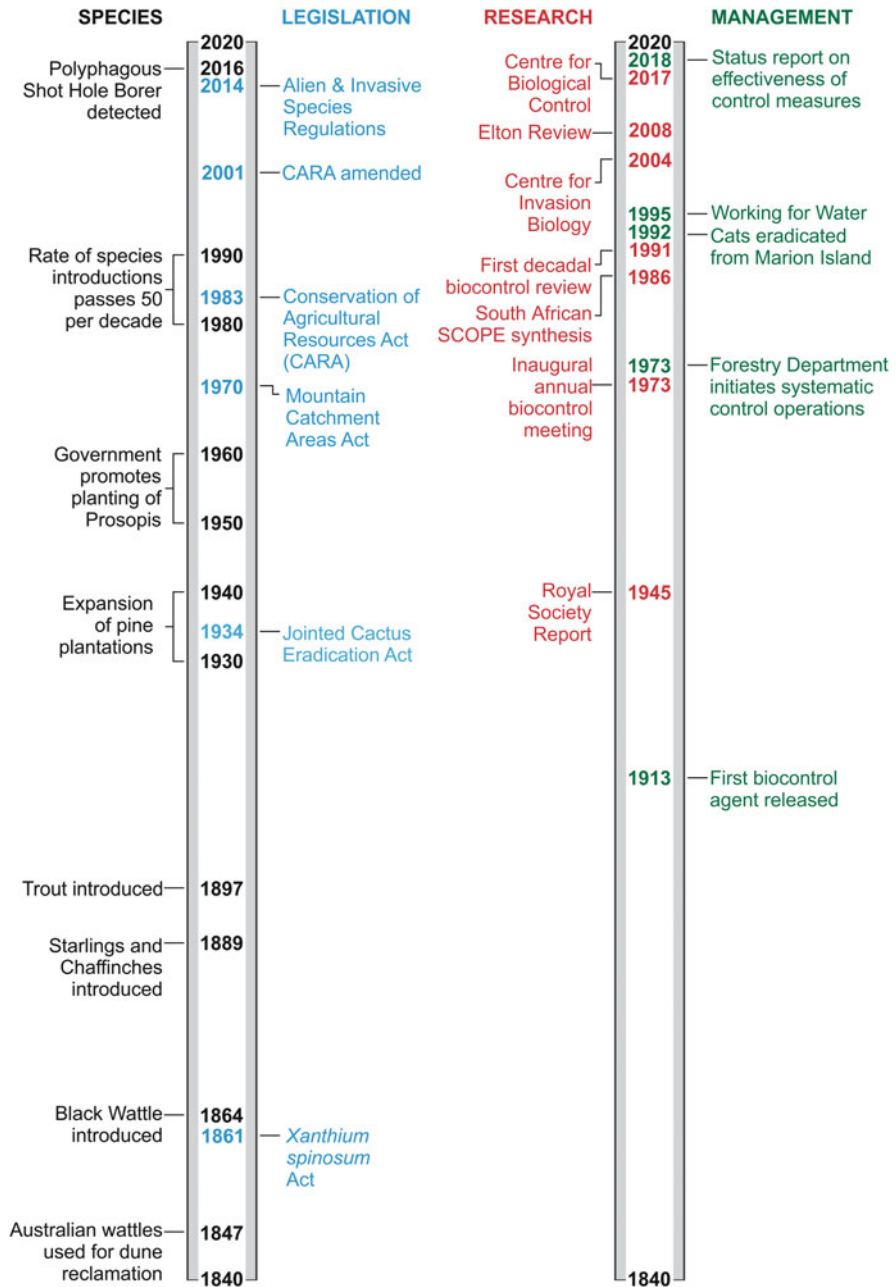 SPECIES
LEGISLATION
RESEARCH
MANAGEMENT
2020
Polyphagous
Shot Hole Borer
detected
2016
2014
Alien & Invasive
Species
Regulations
2001
CARA amended
Rate of species
introductions
passes 50
per decade
1990
1983
1980
Conservation of
Agricultural
Resources Act
(CARA)
1970
Mountain
Catchment
Areas Act
Government
promotes
planting of
Prosopis
1960
1950
Expansion
of pine
plantations
1940
1934
1930
Jointed Cactus
Eradication Act
Trout introduced
1897
Starlings and
Chaffinches
introduced
1889
Black Wattle
introduced
1864
1861
Xanthium
spinosum
Act
Australian wattles
used for dune
reclamation
1847
1840
2020
2018
Status report on
effectiveness of
control measures
Centre for
Biological
Control
2017
Elton Review
2008
2004
Centre for
Invasion
Biology
1995
Working for Water
1992
Cats eradicated
from Marion Island
1991
First decadal
biocontrol review
1986
South African
SCOPE synthesis
1973
Forestry Department
initiates systematic
control operations
Inaugural
annual
biocontrol
meeting
1973
Royal
Society
Report
1945
1913
First biocontrol
agent released
1840